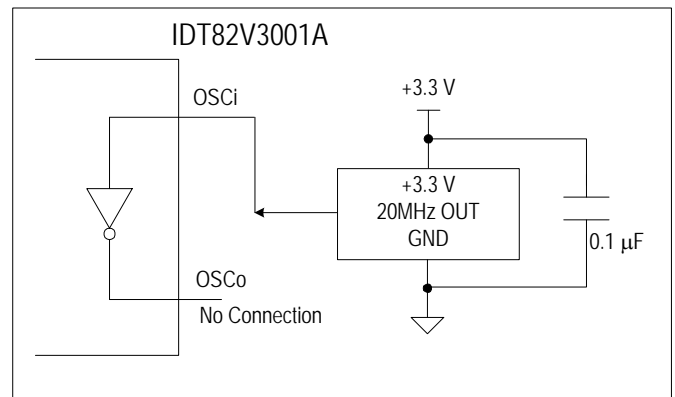 IDT82V3001A
OSCi
+3.3 V
+3.3 V
20MHz OUT
GND
0.1 μF
OSCo
No Connection